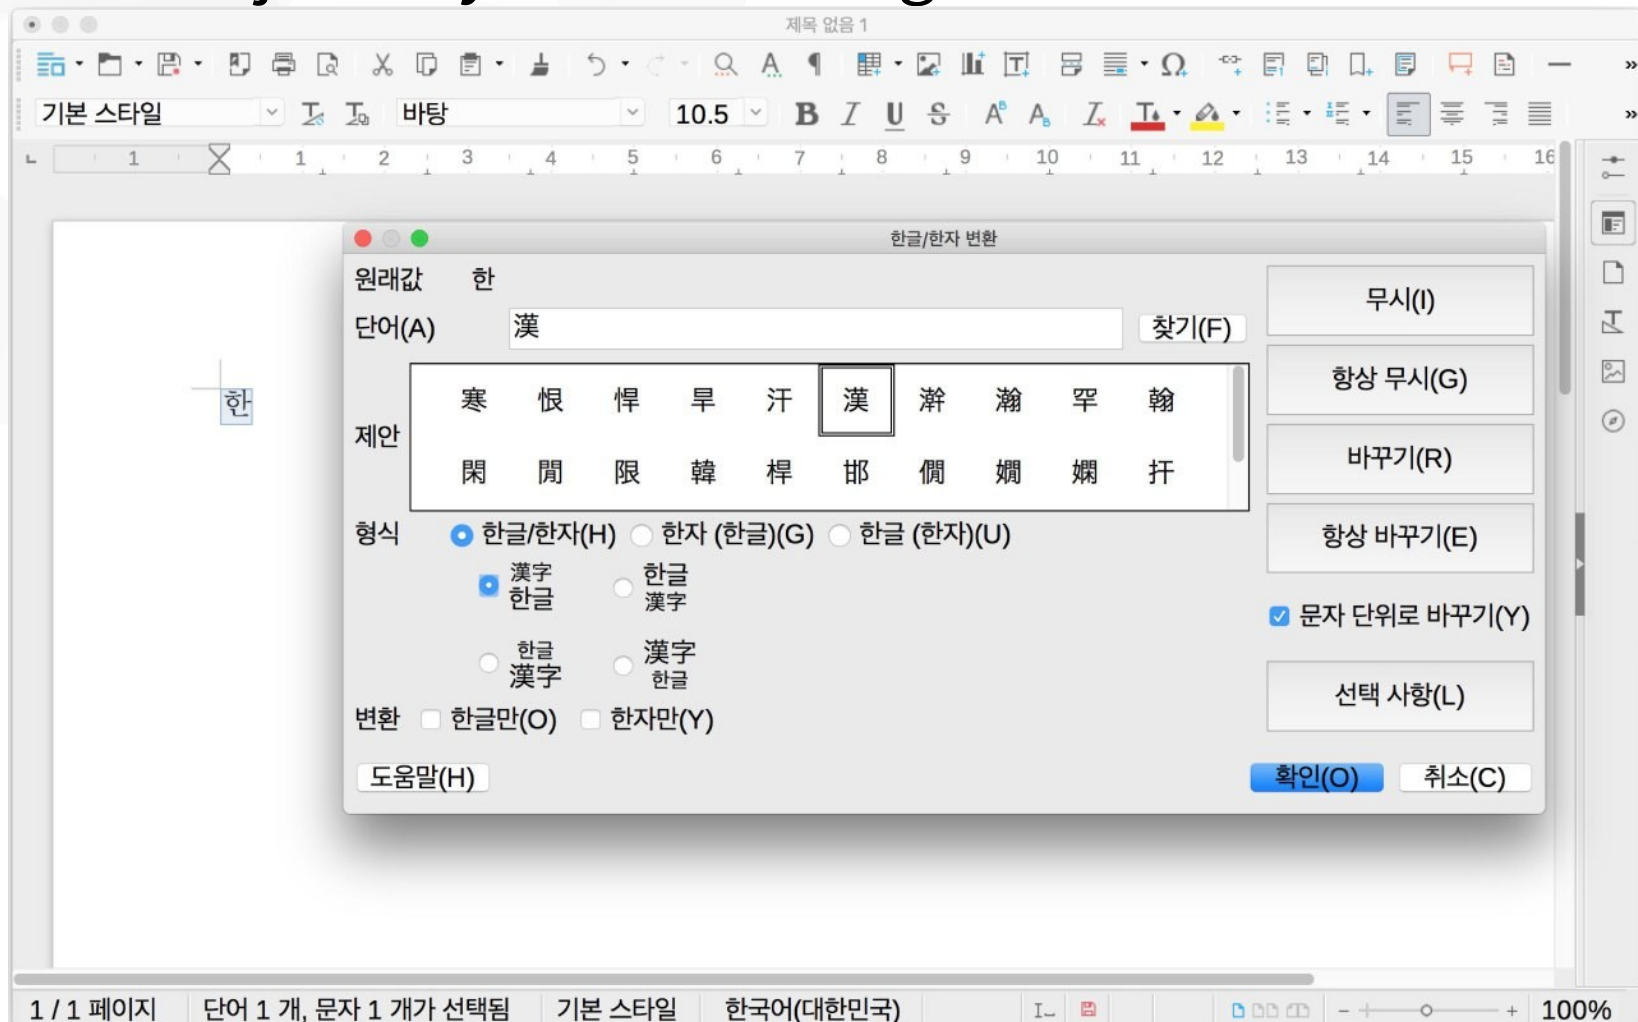 제목 없음 1
기본 스타일 바탕 10.5
1 1 2 3 4 5 6 7 8 9 10 11 12 13 14 15 16
한글/한자 변환
원래값 한
단어(A) 漢 찾기(F)
무시(I)
항상 무시(G)
바꾸기(R)
항상 바꾸기(E)
문자 단위로 바꾸기(Y)
선택 사항(L)
한
제안
寒 恨 悍 旱 汗 漢 澣 瀚 罕 翰
閑 閒 限 韓 桿 邯 僩 嫺 嫻 扞
형식 한글/한자(H) 한자 (한글)(G) 한글 (한자)(U)
漢字 한글
한글 漢字
한글 漢字
漢字 한글
변환 한글만(O) 한자만(Y)
도움말(H) 확인(O) 취소(C)
1 / 1 페이지 단어 1 개, 문자 1 개가 선택됨 기본 스타일 한국어(대한민국) 100%